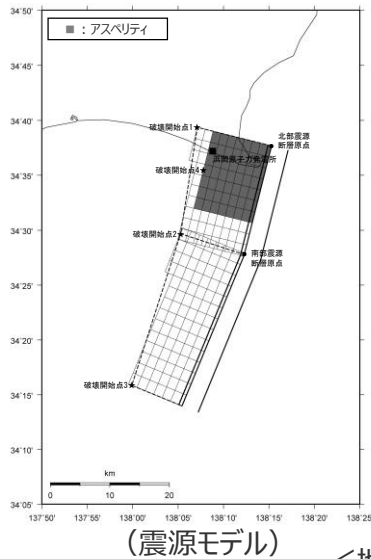 ■ : アスペリティ
34˚50'
34˚45'
34˚40'
34˚35'
34˚30'
34˚25'
34˚20'
34˚15'
34˚10'
34˚05'
破壊開始点1
北部震源
断層原点
浜岡原子力発電所
破壊開始点4
破壊開始点2
南部震源
断層原点
破壊開始点3
km
0 10 20
137˚50' 137˚55' 138˚00' 138˚05' 138˚10' 138˚15' 138˚20' 138˚25'
（震源モデル）